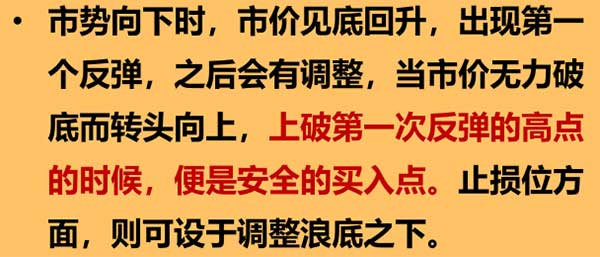 • 市势向下时，市价见底回升，出现第一
个反弹，之后会有调整，当市价无力破
底而转头向上，上破第一次反弹的高点
的时候，便是安全的买入点。止损位方
面，则可设于调整浪底之下。